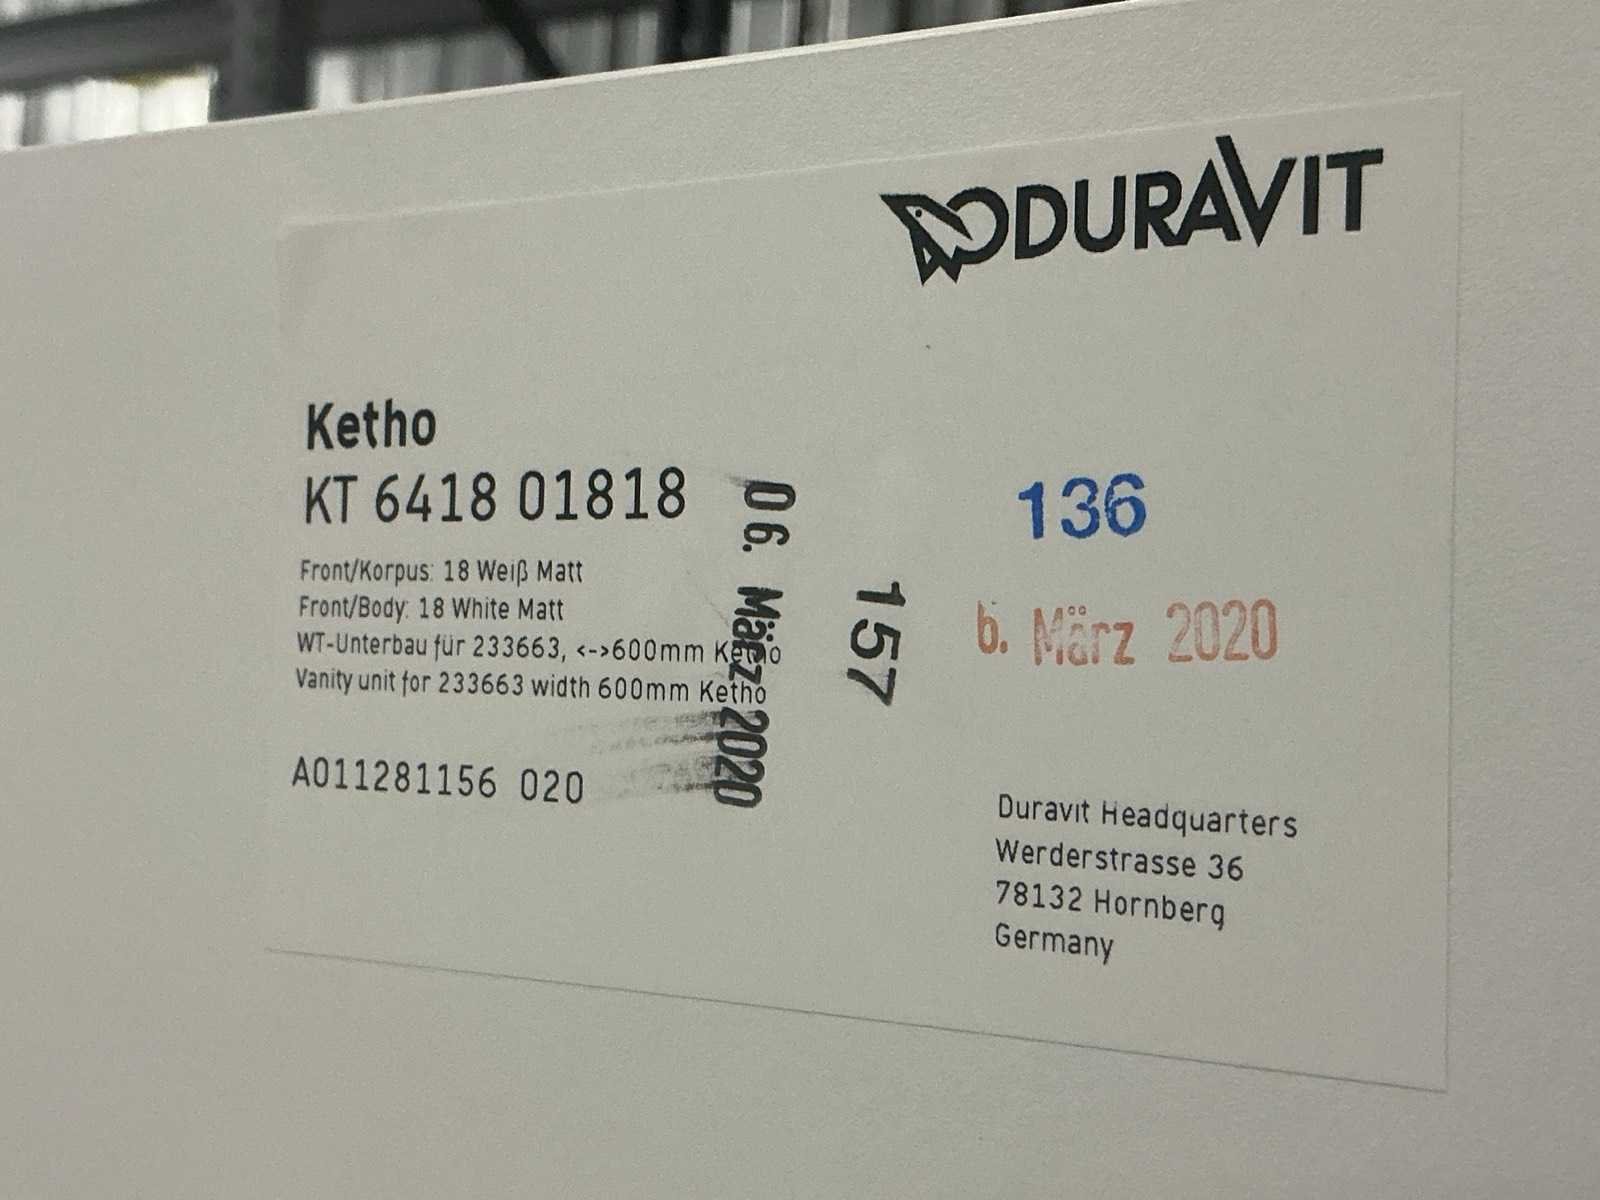 DURAVIT
Ketho
KT 6418 01818
Front/Korpus: 18 Weiß Matt
Front/Body: 18 White Matt
WT-Unterbau für 233663, <->600mm Ketho
Vanity unit for 233663 width 600mm Ketho
A011281156 020
06. März 2020
157
136
6. März 2020
Duravit Headquarters
Werderstrasse 36
78132 Hornberg
Germany